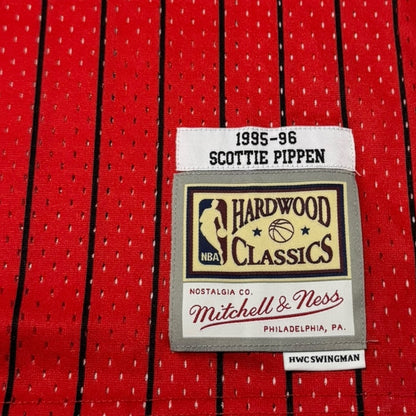 1995-96
SCOTTIE PIPPEN
HARDWOOD
NBA
CLASSICS
NOSTALGIA CO.
Mitchell & Ness
PHILADELPHIA, PA.
HWC SWINGMAN